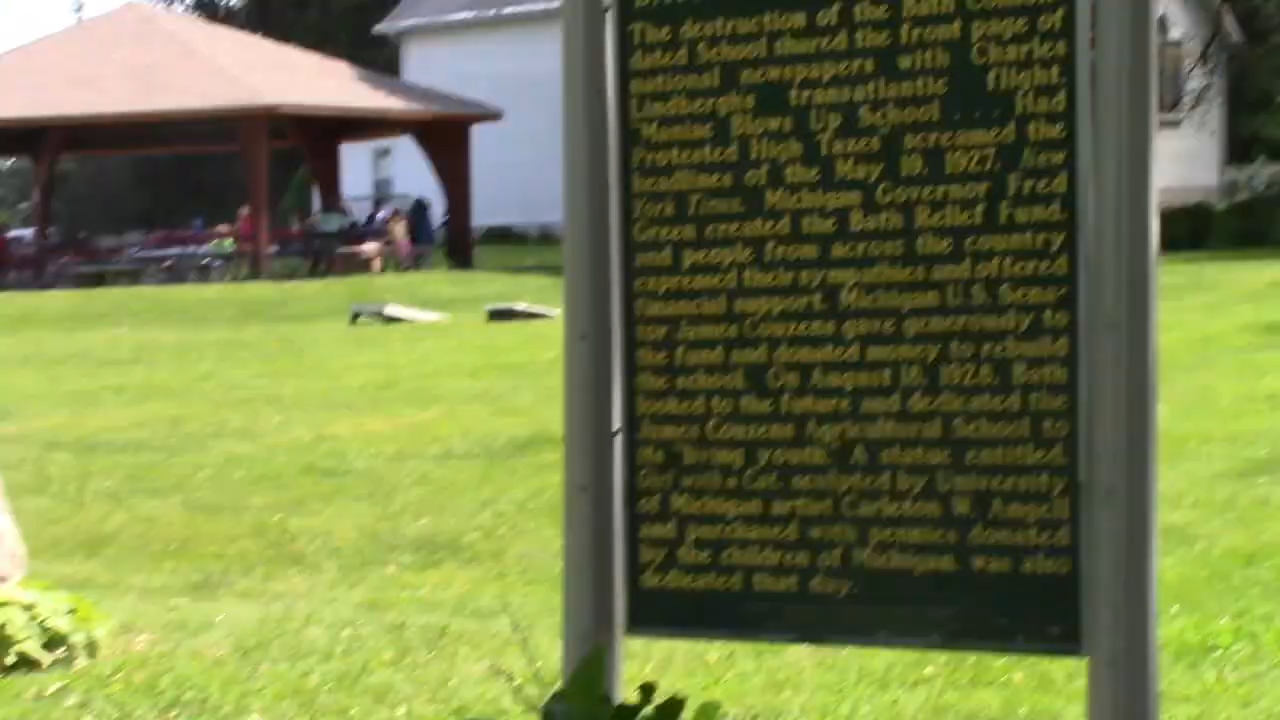 The destruction of the Bath Consoli-
dated School shared the front page of
national newspapers with Charles
Lindbergh's transatlantic flight.
"Maniac Blows Up School . . . Had
Protested High Taxes" screamed the
headlines of the May 19, 1927, New
York Times. Michigan Governor Fred
Green created the Bath Relief Fund,
and people from across the country
expressed their sympathies and offered
financial support. Michigan U.S. Sena-
tor James Couzens gave generously to
the fund and donated money to rebuild
the school. On August 18, 1928, Bath
looked to the future and dedicated the
James Couzens Agricultural School to
its "living youth." A statue entitled,
Girl with a Cat, sculpted by University
of Michigan artist Carleton W. Angell
and purchased with pennies donated
by the children of Michigan, was also
dedicated that day.